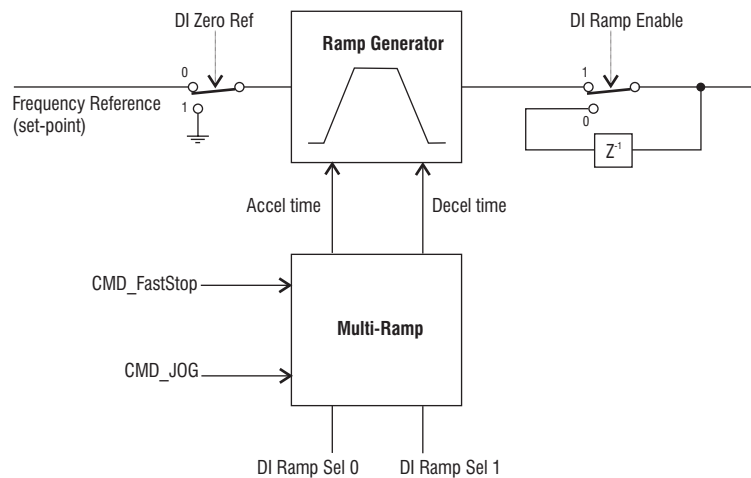 DI Zero Ref
Ramp Generator
DI Ramp Enable
0
1
Frequency Reference
(set-point)
1
0
Z-1
Accel time
Decel time
CMD_FastStop
Multi-Ramp
CMD_JOG
DI Ramp Sel 0
DI Ramp Sel 1